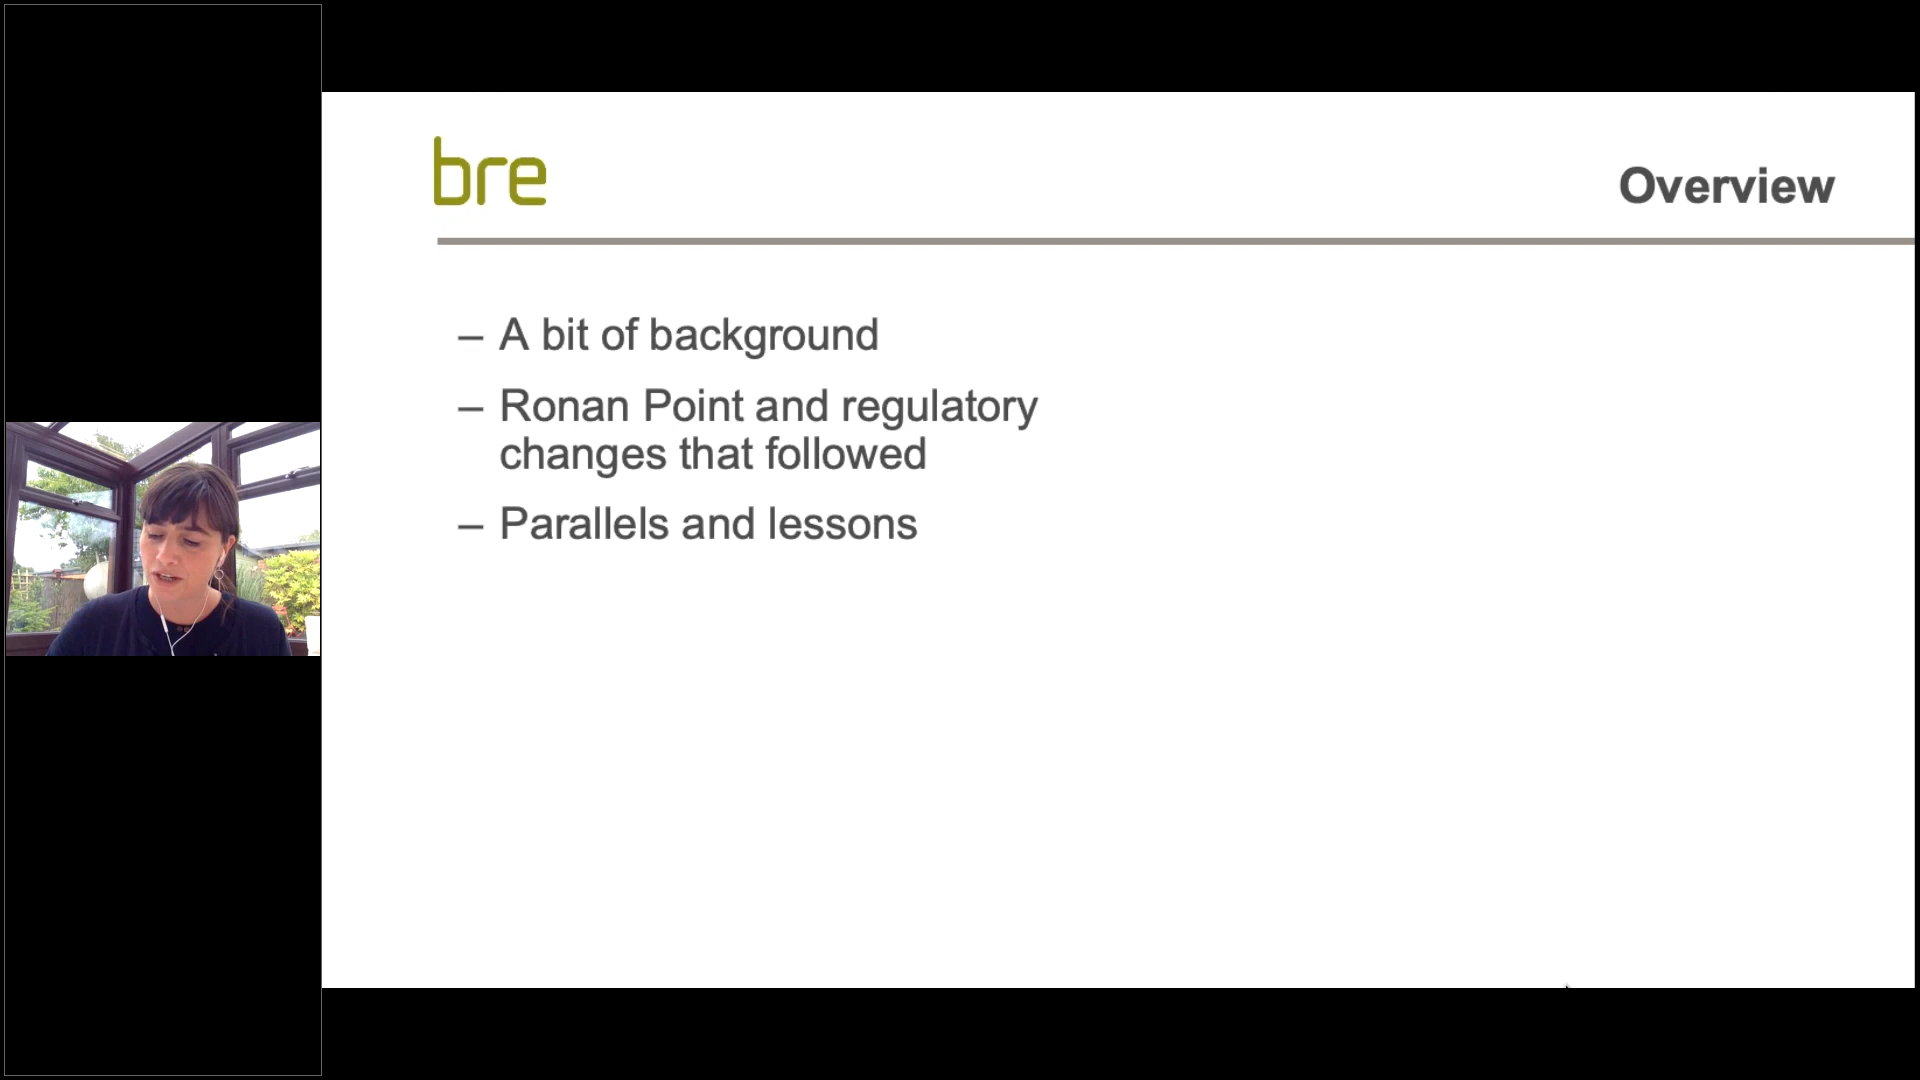 bre
Overview
– A bit of background
– Ronan Point and regulatory
changes that followed
– Parallels and lessons